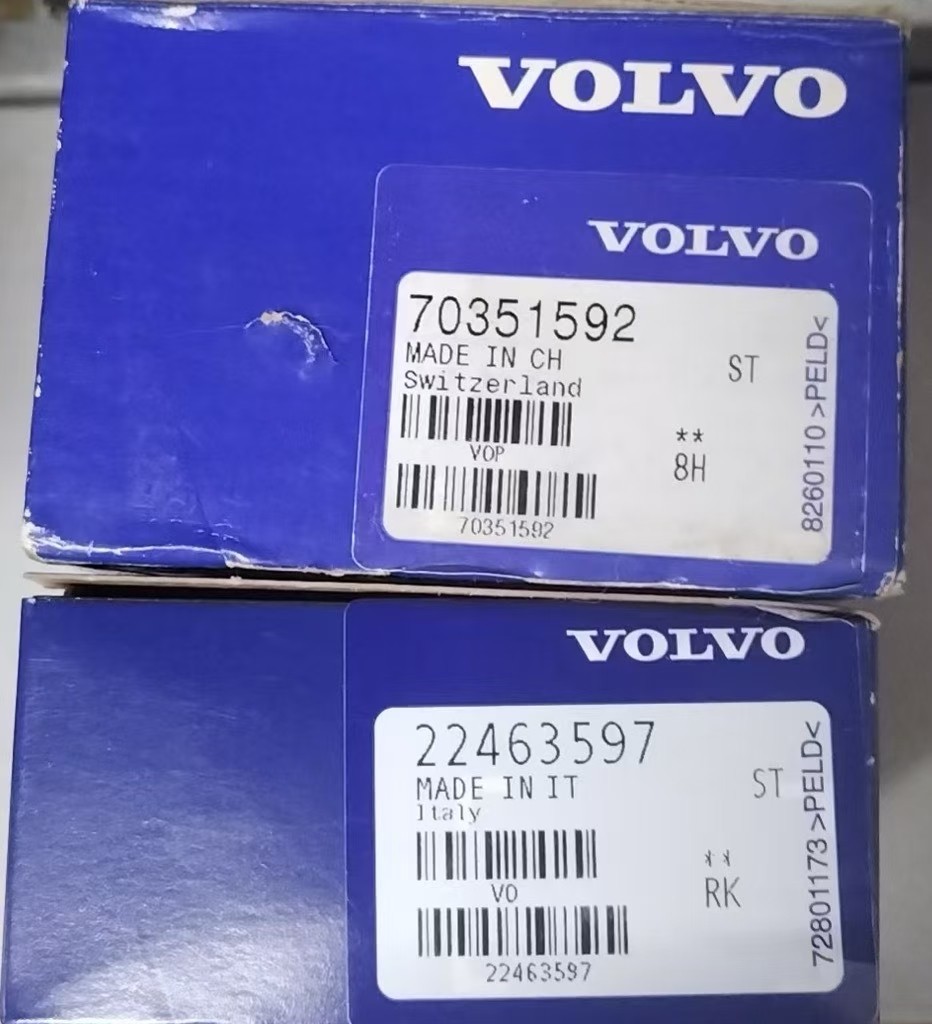 VOLVO
VOLVO
70351592
MADE IN CH
ST
Switzerland
**
VOP
8H
70351592
8260110 >PELD<
VOLVO
22463597
MADE IN IT
ST
Italy
**
VO
RK
22463597
72801173 >PELD<